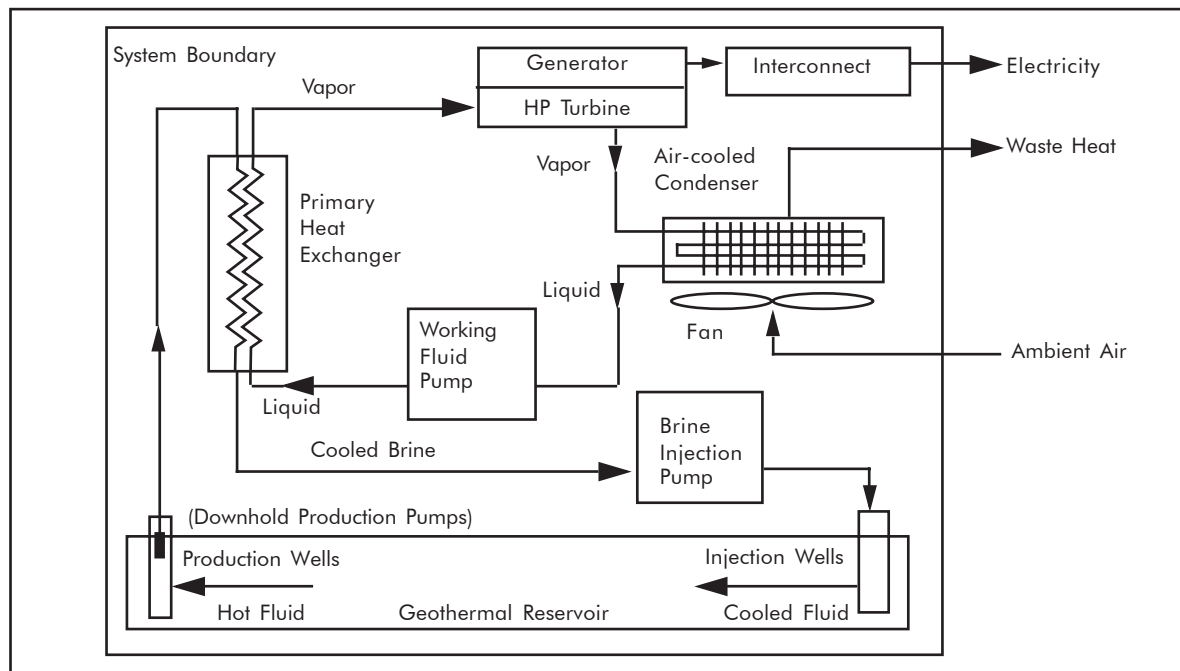 System Boundary
Generator
HP Turbine
Interconnect
Electricity
Vapor
Vapor
Air-cooled
Condenser
Waste Heat
Primary
Heat
Exchanger
Liquid
Fan
Ambient Air
Working
Fluid
Pump
Liquid
Cooled Brine
Brine
Injection
Pump
(Downhold Production Pumps)
Production Wells
Injection Wells
Hot Fluid
Geothermal Reservoir
Cooled Fluid